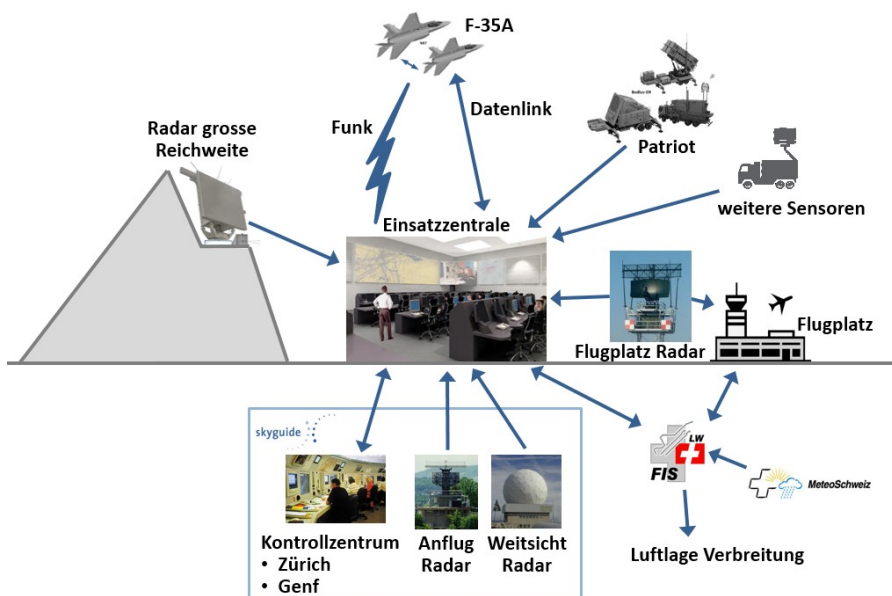 F-35A
Radar grosse
Reichweite
Funk
Datenlink
Patriot
weitere Sensoren
Einsatzzentrale
Flugplatz Radar
Flugplatz
skyguide
LW
FIS
MeteoSchweiz
Kontrollzentrum
• Zürich
• Genf
Anflug
Radar
Weitsicht
Radar
Luftlage Verbreitung